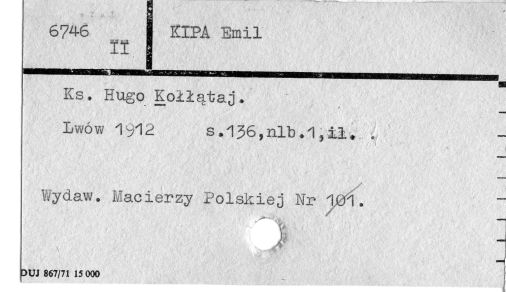 6746
II
KIPA Emil
Ks. Hugo Kołłątaj.
Lwów 1912 s.136,nlb.1,ił.
Wydaw. Macierzy Polskiej Nr 101.
DUJ 867/71 15 000